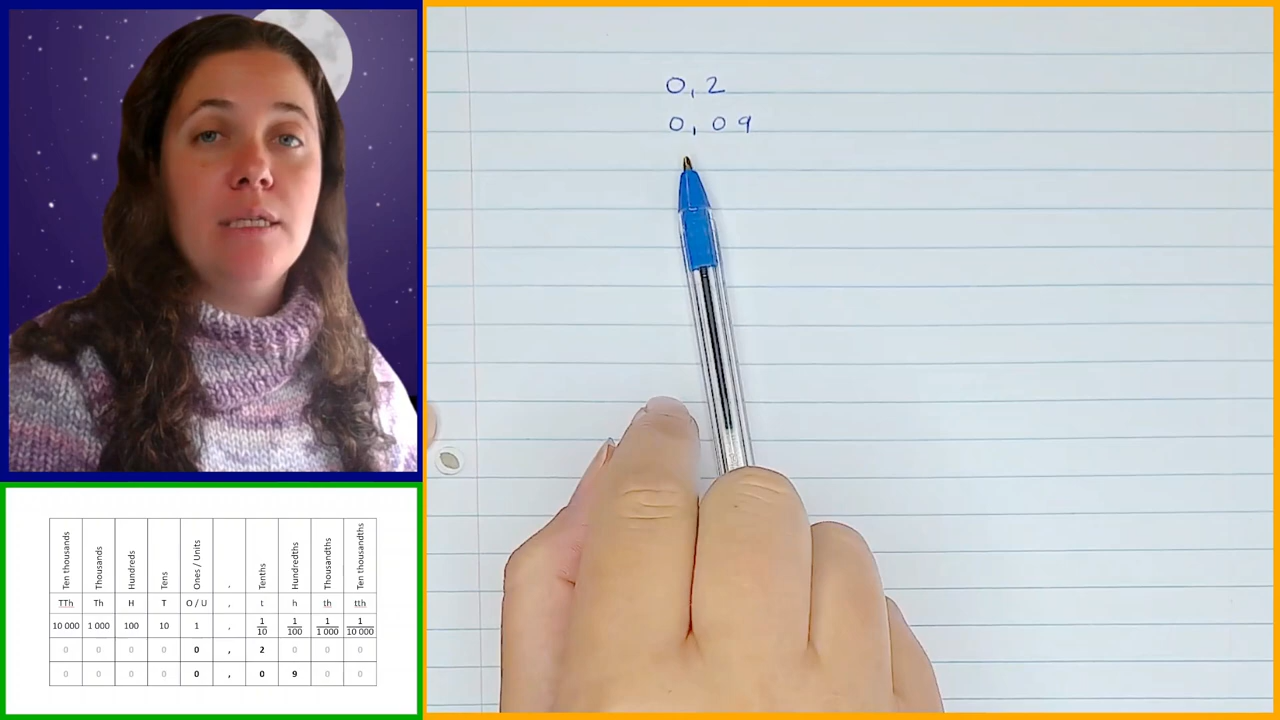 0,2
0,09
Ten thousands Thousands Hundreds Tens Ones / Units , Tenths Hundredths Thousandths Ten thousandths
TTh Th H T O / U , t h th tth
10 000 1 000 100 10 1 , 1/10 1/100 1/1 000 1/10 000
0 0 0 0 0 , 2 0 0 0
0 0 0 0 0 , 0 9 0 0